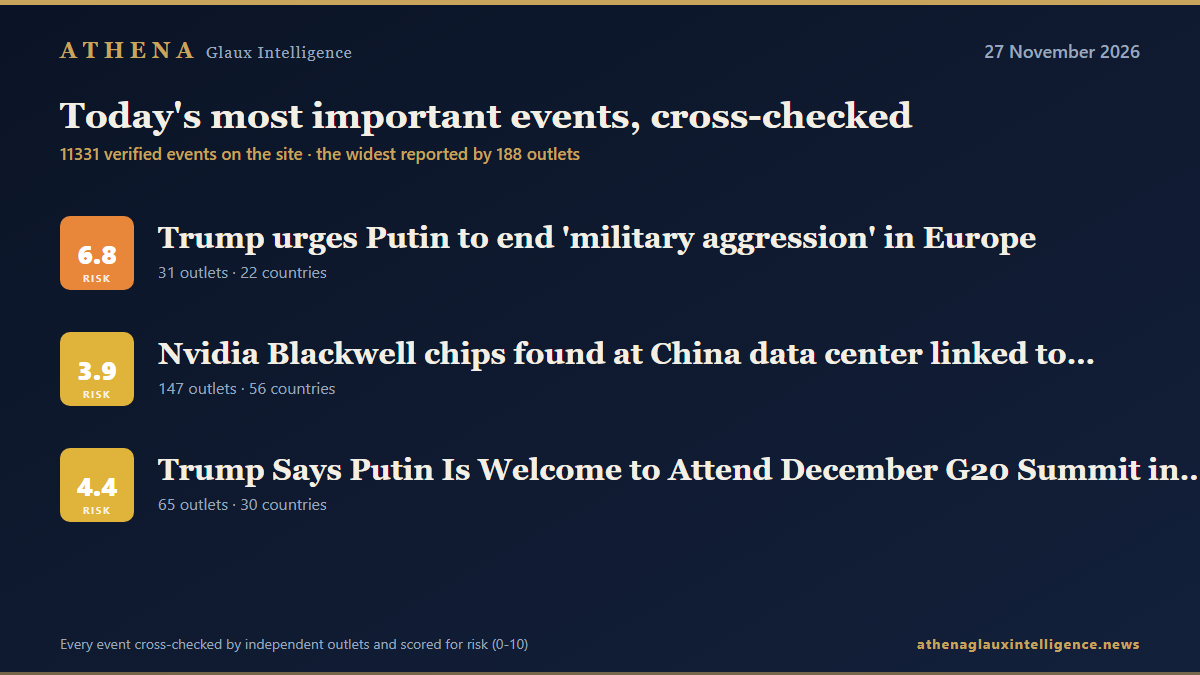 ATHENA Glaux Intelligence
27 November 2026
Today's most important events, cross-checked
11331 verified events on the site · the widest reported by 188 outlets
6.8
RISK
Trump urges Putin to end 'military aggression' in Europe
31 outlets · 22 countries
3.9
RISK
Nvidia Blackwell chips found at China data center linked to...
147 outlets · 56 countries
4.4
RISK
Trump Says Putin Is Welcome to Attend December G20 Summit in...
65 outlets · 30 countries
Every event cross-checked by independent outlets and scored for risk (0-10)
athenaglauxintelligence.news